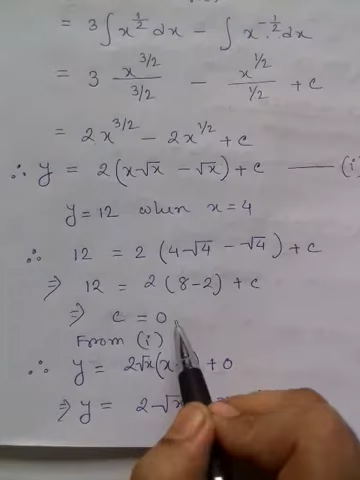 = 3 ∫ x^{1/2} dx - ∫ x^{-1/2} dx
= 3 x^{3/2} / 3/2 - x^{1/2} / 1/2 + c
= 2x^{3/2} - 2x^{1/2} + c
∴ y = 2(x√x - √x) + c —— (i)
y = 12 when x = 4
∴ 12 = 2 (4√4 - √4) + c
⇒ 12 = 2 (8-2) + c
⇒ c = 0
From (i)
∴ y = 2√x(x ) + 0
⇒ y = 2√x